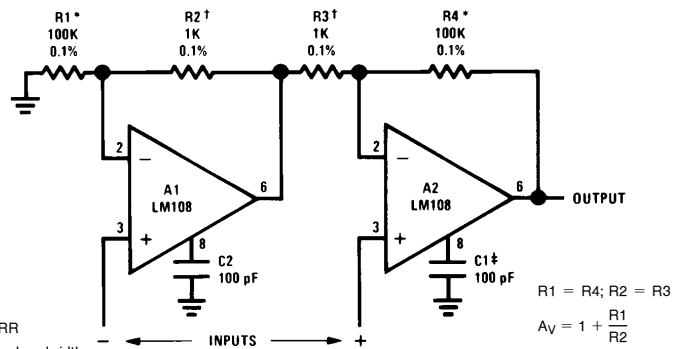 R1* R2† R3† R4*
100K 1K 1K 100K
0.1% 0.1% 0.1% 0.1%
2 − 2 −
A1 6 A2 6 OUTPUT
LM108 LM108
3 + 8 3 + 8
C2 C1‡
100 pF 100 pF
R1 = R4; R2 = R3
RR
− INPUTS +
AV = 1 + R1
R2